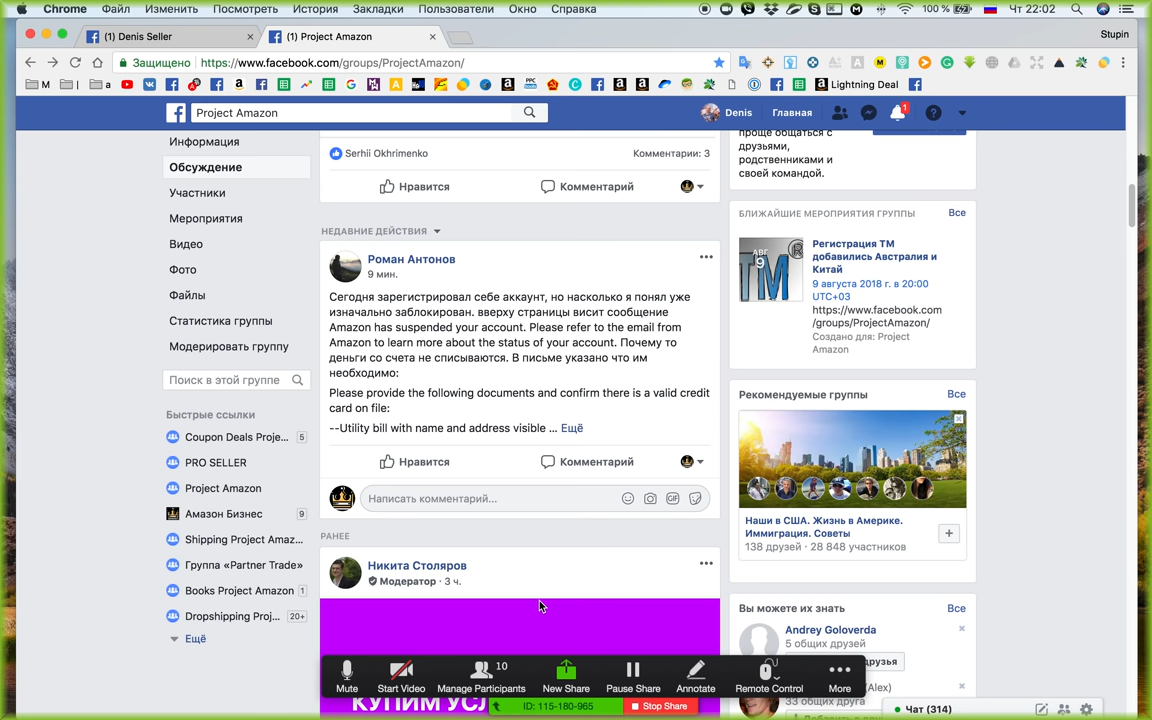 Chrome Файл Изменить Посмотреть История Закладки Пользователи Окно Справка
100 % Чт 22:02
(1) Denis Seller
(1) Project Amazon
Stupin
Защищено https://www.facebook.com/groups/ProjectAmazon/
Lightning Deal
Project Amazon
Denis Главная 1
Информация
Обсуждение
Участники
Мероприятия
Видео
Фото
Файлы
Статистика группы
Модерировать группу
Поиск в этой группе
Быстрые ссылки
Coupon Deals Proje... 5
PRO SELLER
Project Amazon
Амазон Бизнес 9
Shipping Project Amaz...
Группа «Partner Trade»
Books Project Amazon 1
Dropshipping Proj... 20+
Ещё
Serhii Okhrimenko Комментарии: 3
Нравится Комментарий
НЕДАВНИЕ ДЕЙСТВИЯ
Роман Антонов
9 мин.
Сегодня зарегистрировал себе аккаунт, но насколько я понял уже
изначально заблокирован. вверху страницы висит сообщение
Amazon has suspended your account. Please refer to the email from
Amazon to learn more about the status of your account. Почему то
деньги со счета не списываются. В письме указано что им
необходимо:
Please provide the following documents and confirm there is a valid credit
card on file:
--Utility bill with name and address visible ... Ещё
Нравится Комментарий
Написать комментарий...
GIF
РАНЕЕ
Никита Столяров
Модератор · 3 ч.
КУПИМ УСЛ
проще общаться с
друзьями,
родственниками и
своей командой.
БЛИЖАЙШИЕ МЕРОПРИЯТИЯ ГРУППЫ Все
АВГ.
9
Регистрация ТМ
добавились Австралия и
Китай
9 августа 2018 г. в 20:00
UTC+03
https://www.facebook.com
/groups/ProjectAmazon/
Создано для: Project
Amazon
Рекомендуемые группы Все
Наши в США. Жизнь в Америке.
Иммиграция. Советы
138 друзей · 28 848 участников
Вы можете их знать Все
Andrey Goloverda
5 общих друзей
друзья
(Alex)
33 общих друга
Чат (314)
Mute Start Video Manage Participants 10 New Share Pause Share Annotate Remote Control More
ID: 115-180-965 Stop Share